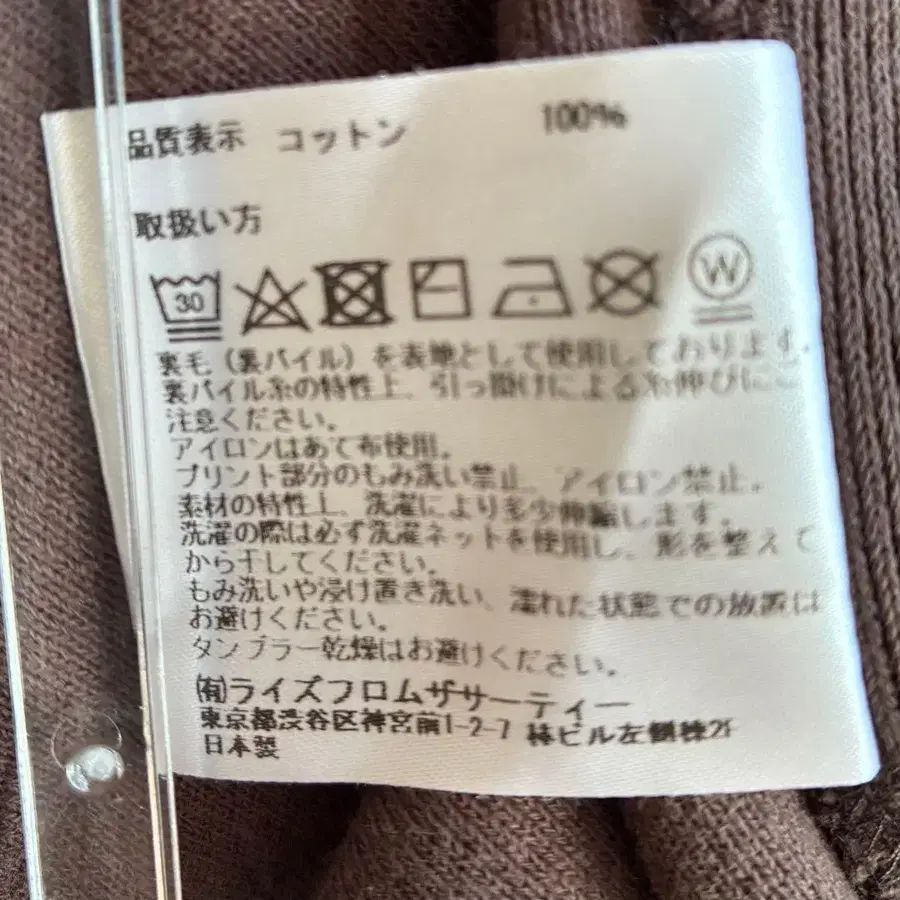 品質表示 コットン 100%
取扱い方
30 W
裏毛(裏パイル)を表地として使用しております。
裏パイル糸の特性上、引っ掛けによる糸伸びにご
注意ください。
アイロンはあて布使用。
プリント部分のもみ洗い禁止、アイロン禁止。
素材の特性上、洗濯により多少伸縮します。
洗濯の際は必ず洗濯ネットを使用し、形を整えて
から干してください。
もみ洗いや浸け置き洗い、濡れた状態での放置は
お避けください。
タンブラー乾燥はお避けください。
㈲ライズフロムザサーティー
東京都渋谷区神宮前1-2-7 ビル左側棟2F
日本製